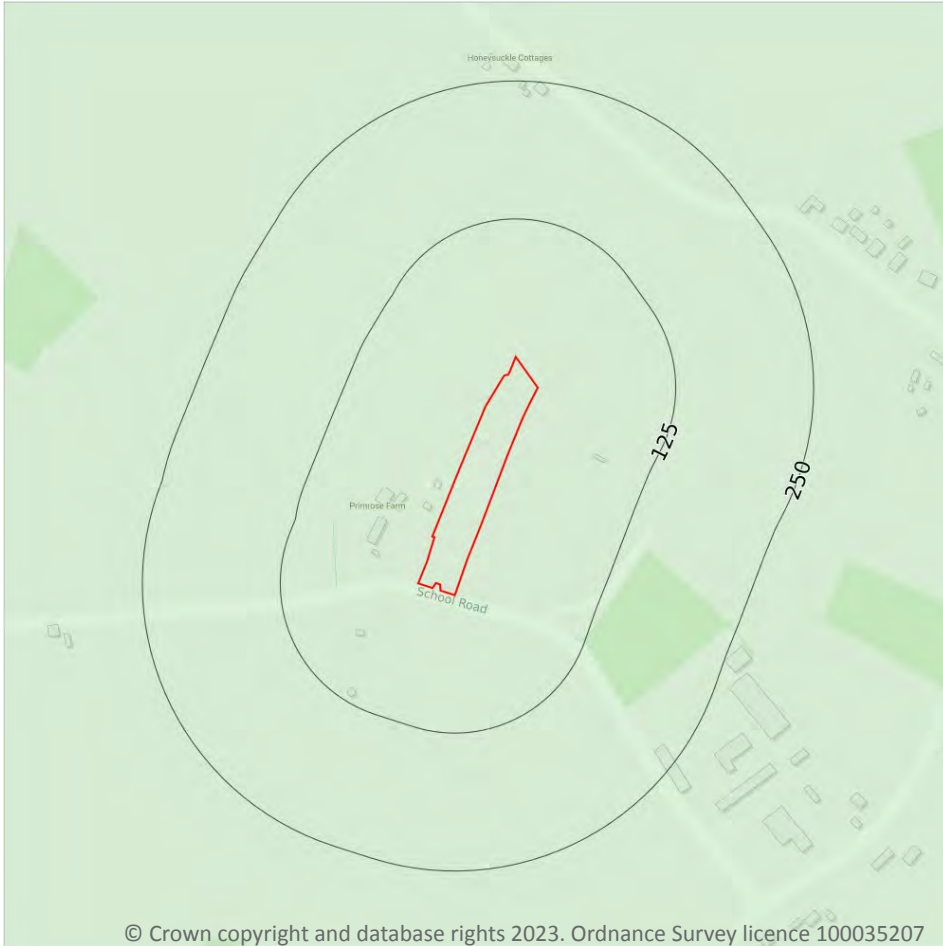 Honeysuckle Cottages
125
250
Primrose Farm
School Road
© Crown copyright and database rights 2023. Ordnance Survey licence 100035207